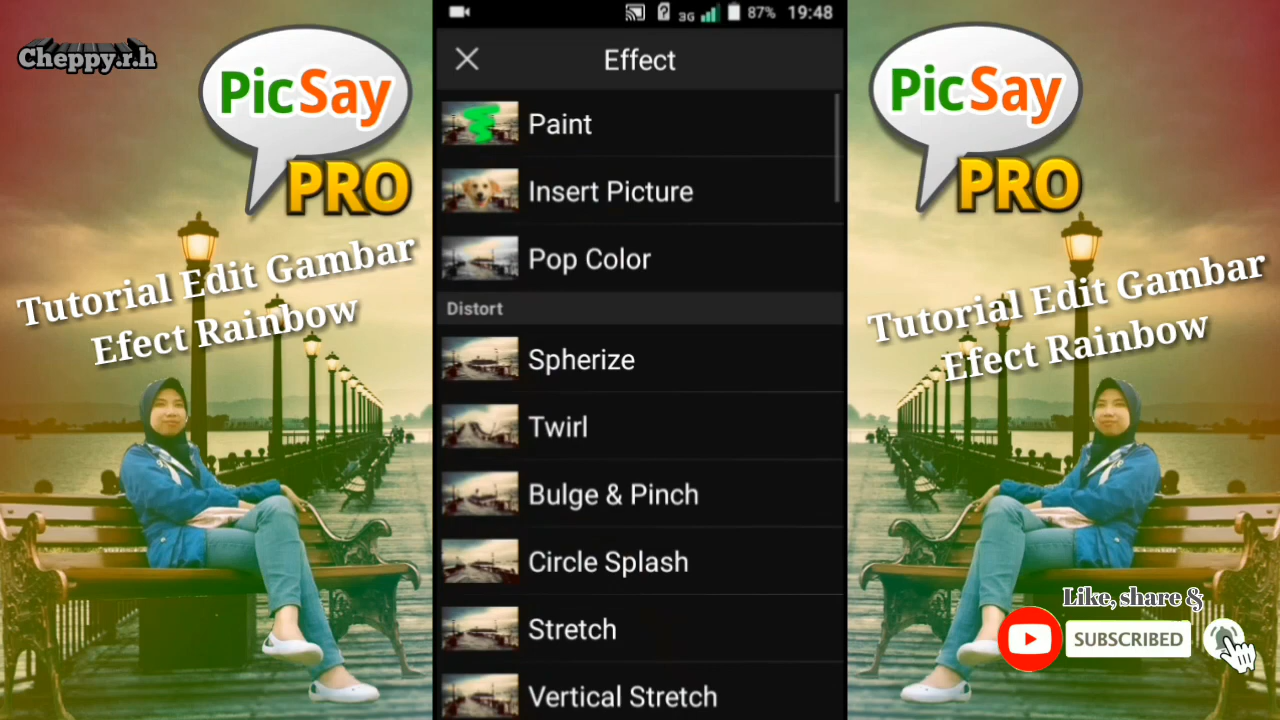 Cheppy.r.h
PicSay
PRO
Tutorial Edit Gambar
Efect Rainbow
3G
87%
19:48
Effect
Paint
Insert Picture
Pop Color
Distort
Spherize
Twirl
Bulge & Pinch
Circle Splash
Stretch
Vertical Stretch
PicSay
PRO
Tutorial Edit Gambar
Efect Rainbow
Like, share &
SUBSCRIBED